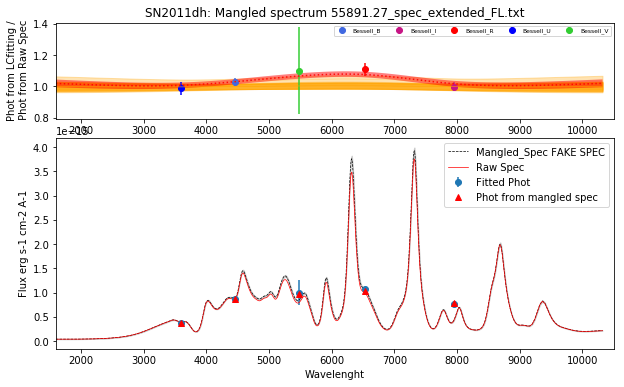 SN2011dh: Mangled spectrum 55891.27_spec_extended_FL.txt
Phot from LCfitting /
Phot from Raw Spec
1.4
1.2
1.0
0.8
Bessell_B
Bessell_I
Bessell_R
Bessell_U
Bessell_V
2000 3000 4000 5000 6000 7000 8000 9000 10000
Flux erg s-1 cm-2 A-1
4.0
3.5
3.0
2.5
2.0
1.5
1.0
0.5
0.0
Mangled_Spec FAKE SPEC
Raw Spec
Fitted Phot
Phot from mangled spec
2000 3000 4000 5000 6000 7000 8000 9000 10000
Wavelenght